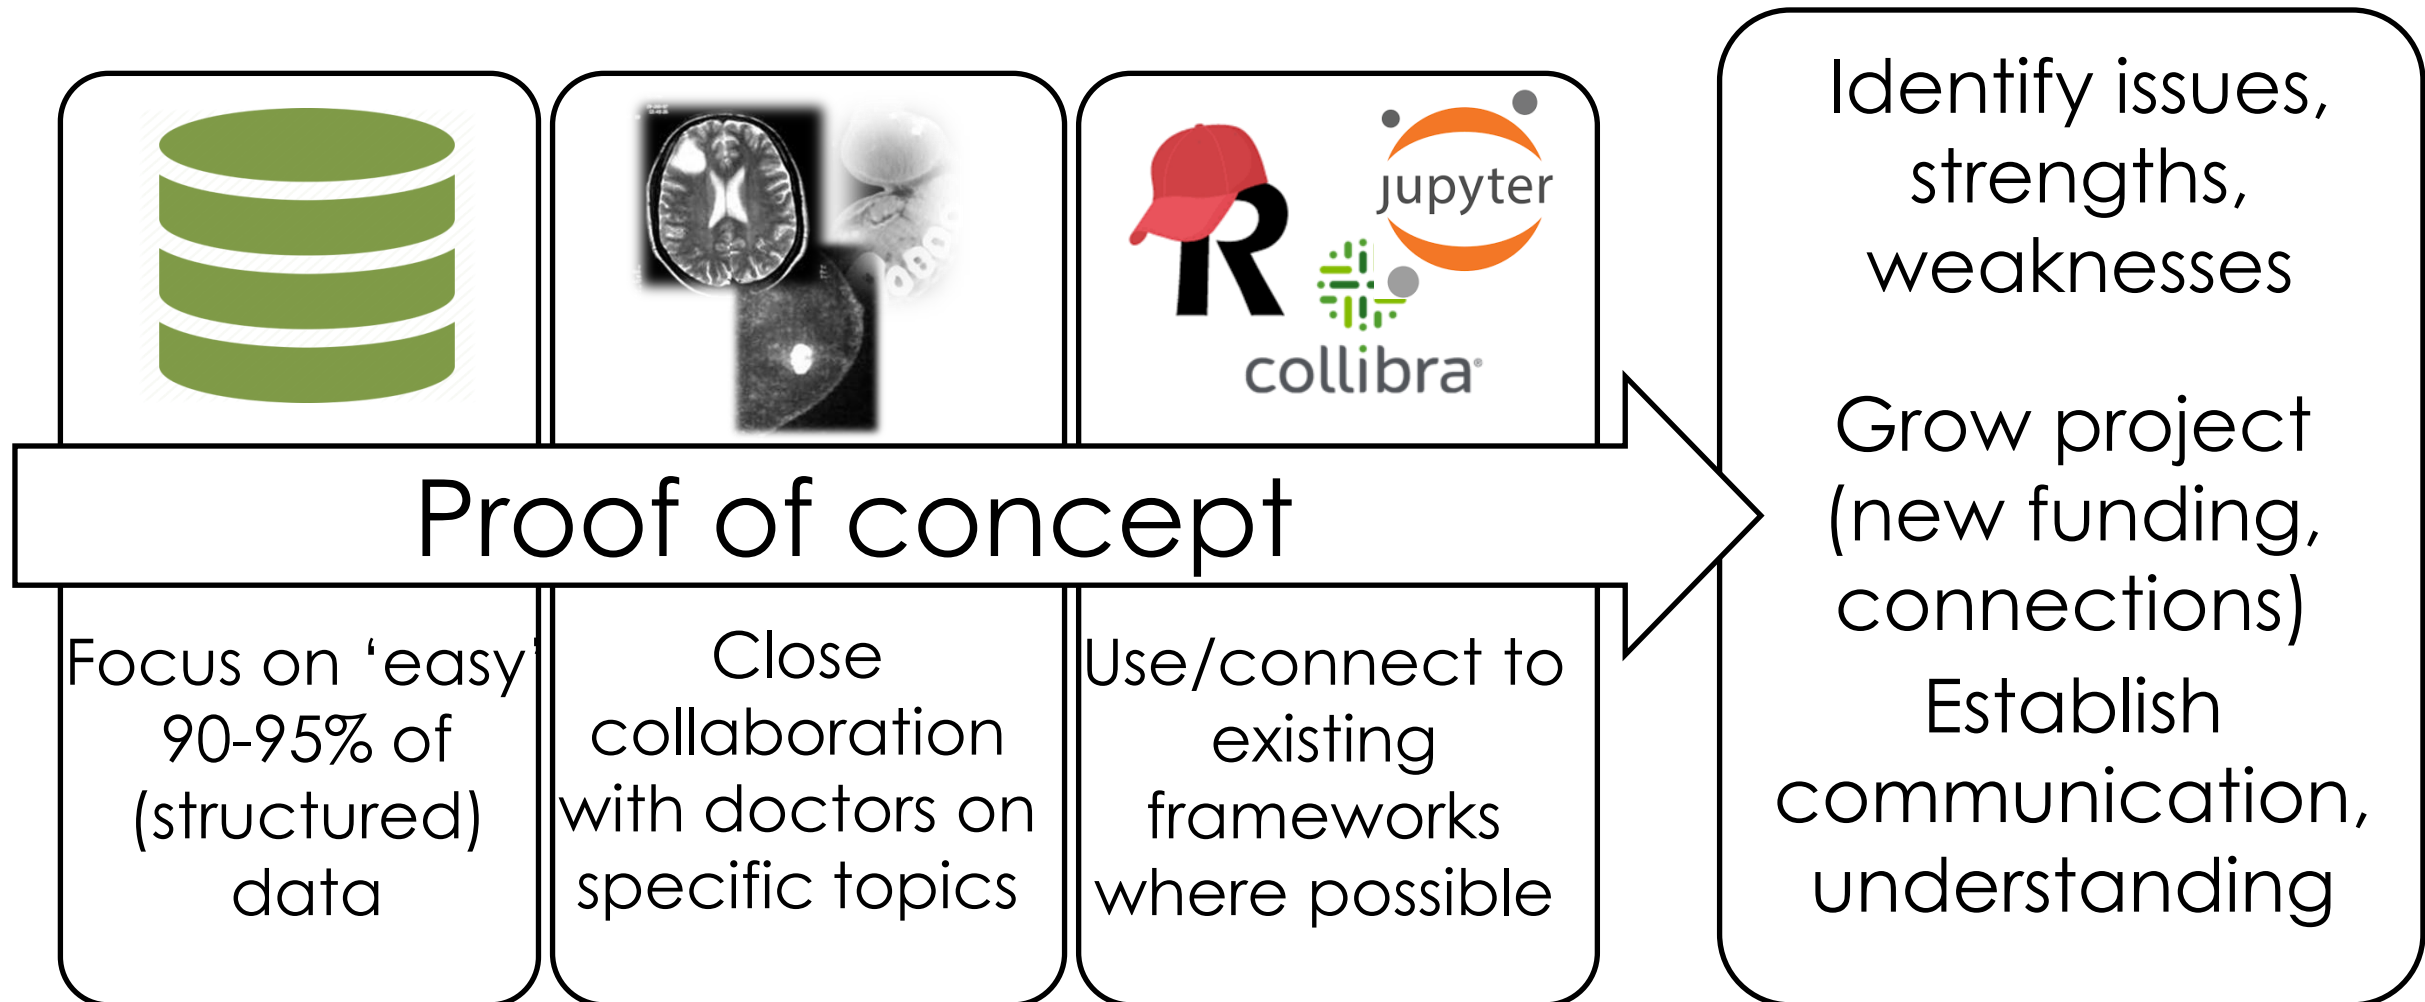 jupyter
R
collibra
Proof of concept
Focus on ‘easy’
90-95% of
(structured)
data
Close
collaboration
with doctors on
specific topics
Use/connect to
existing
frameworks
where possible
Identify issues,
strengths,
weaknesses
Grow project
(new funding,
connections)
Establish
communication,
understanding